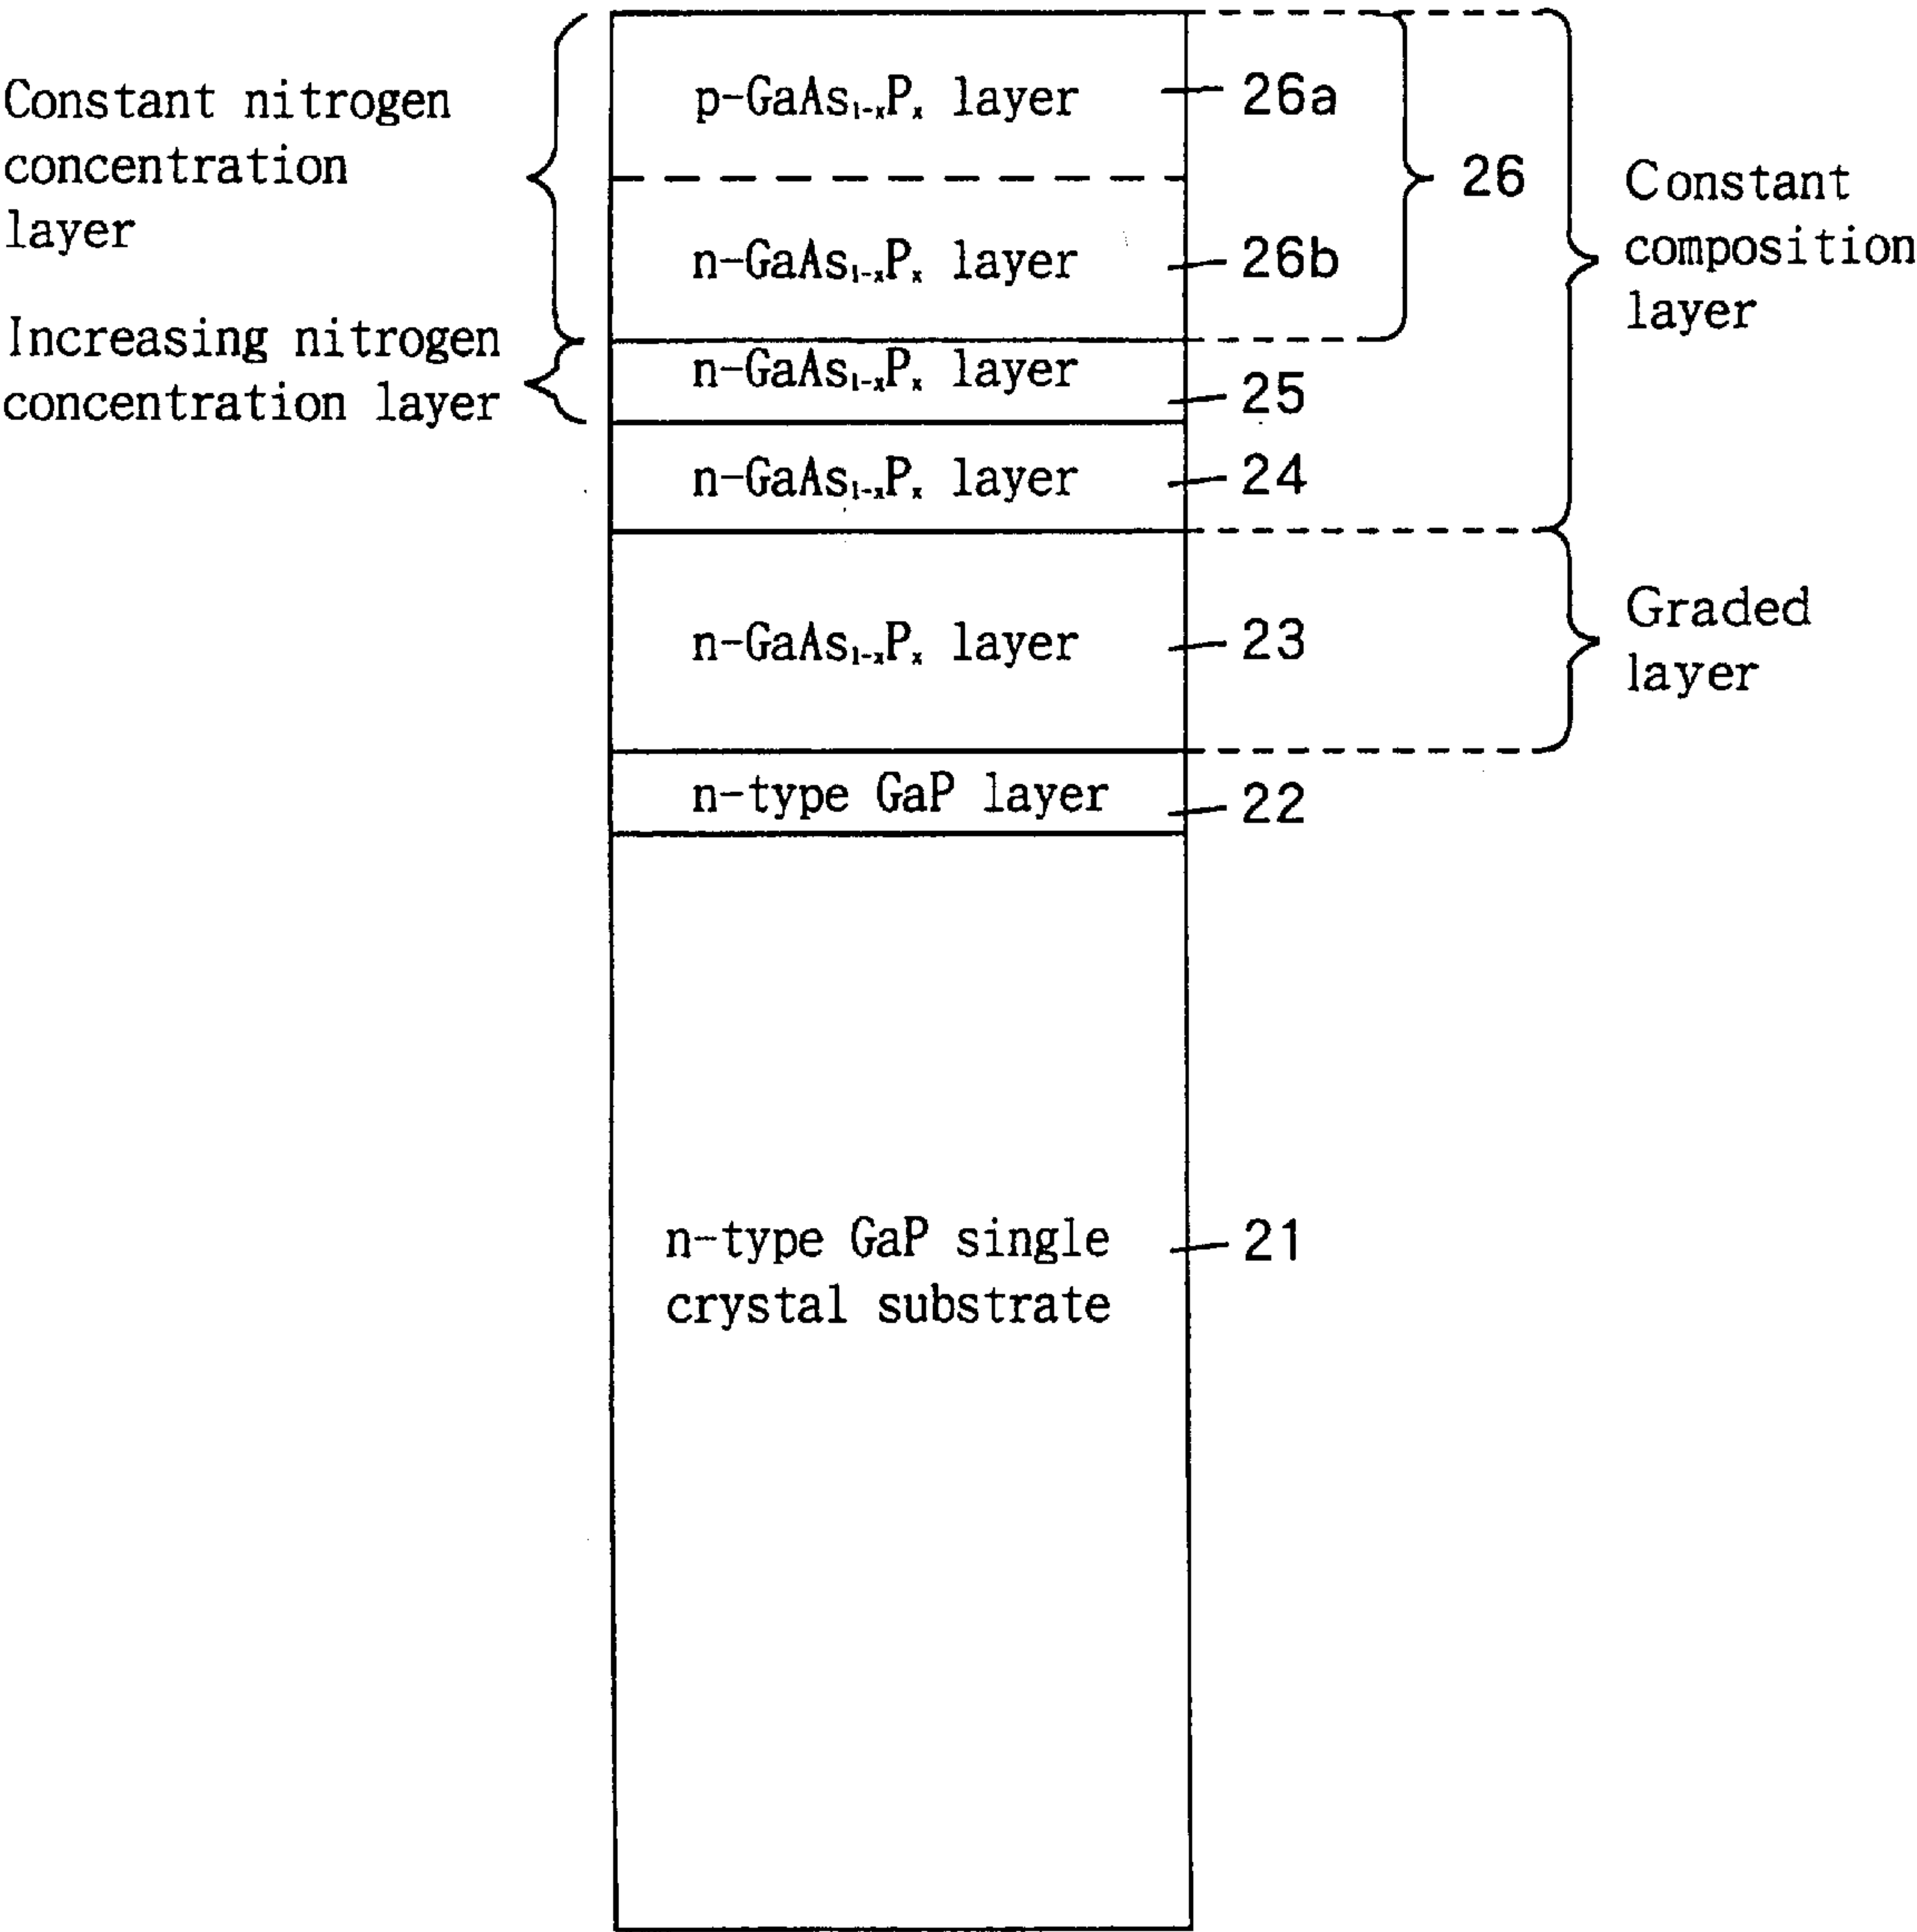 Constant nitrogen
concentration
layer
Increasing nitrogen
concentration layer
p-GaAs₁₋ₓPₓ layer
26a
n-GaAs₁₋ₓPₓ layer
26b
26
n-GaAs₁₋ₓPₓ layer
25
n-GaAs₁₋ₓPₓ layer
24
Constant
composition
layer
n-GaAs₁₋ₓPₓ layer
23
Graded
layer
n-type GaP layer
22
n-type GaP single
crystal substrate
21